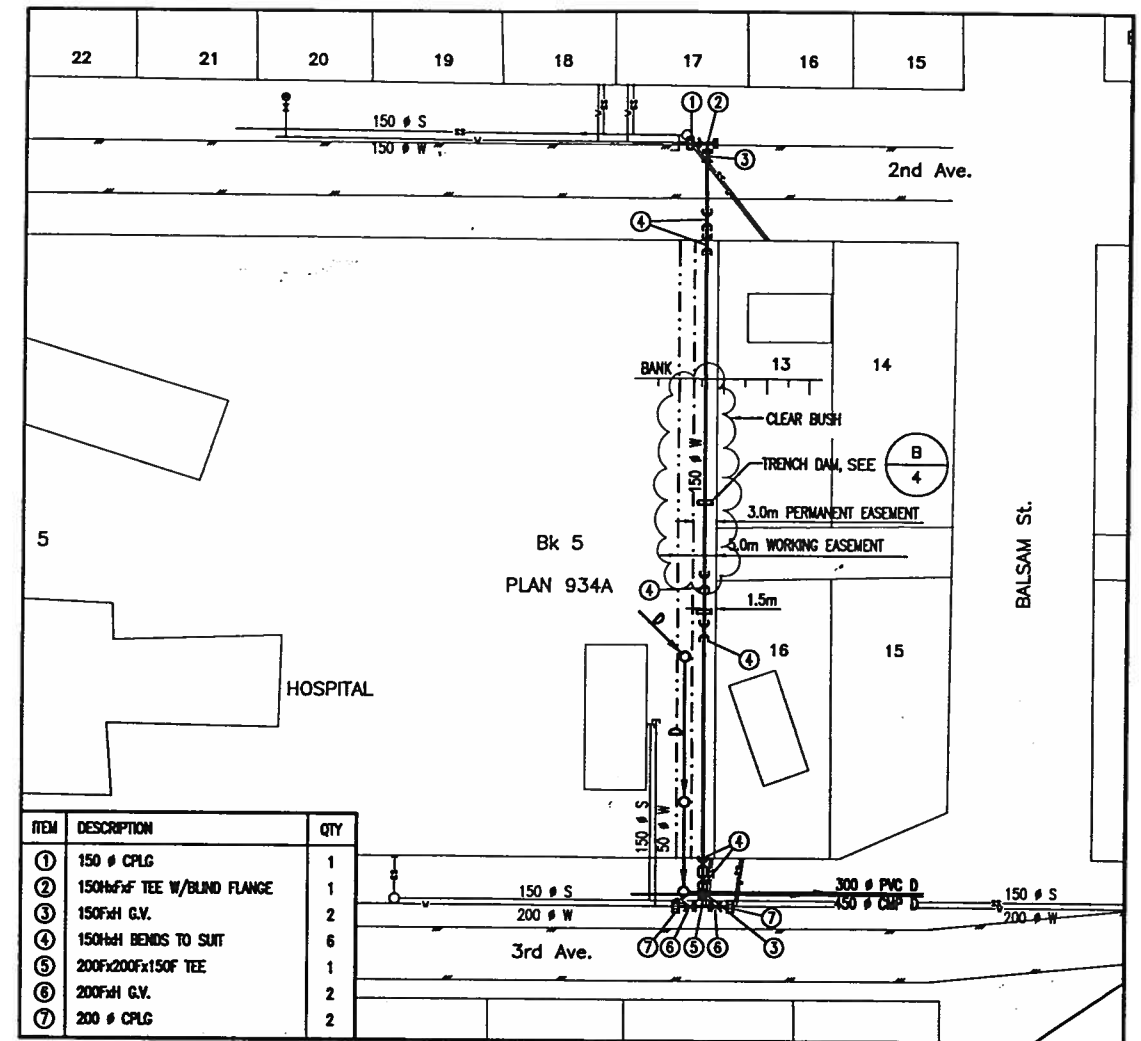 22 21 20 19 18 17 16 15
① ②
150 ø S
SS
W
150 ø W
③
2nd Ave.
④
BANK
13
14
CLEAR BUSH
150 ø W
TRENCH DAM, SEE
B
4
3.0m PERMANENT EASEMENT
5
Bk 5
5.0m WORKING EASEMENT
PLAN 934A
④
1.5m
BALSAM St.
D
④
16
15
HOSPITAL
D
150 ø S
50 ø W
④
150 ø S
300 ø PVC D
150 ø S
W
200 ø W
450 ø CMP D
SS
200 ø W
⑦
⑦ ⑥ ⑤ ⑥ ③
3rd Ave.
ITEM DESCRIPTION QTY
① 150 ø CPLG 1
② 150HxFxF TEE W/BLIND FLANGE 1
③ 150FxH G.V. 2
④ 150HxH BENDS TO SUIT 6
⑤ 200Fx200Fx150F TEE 1
⑥ 200FxH G.V. 2
⑦ 200 ø CPLG 2